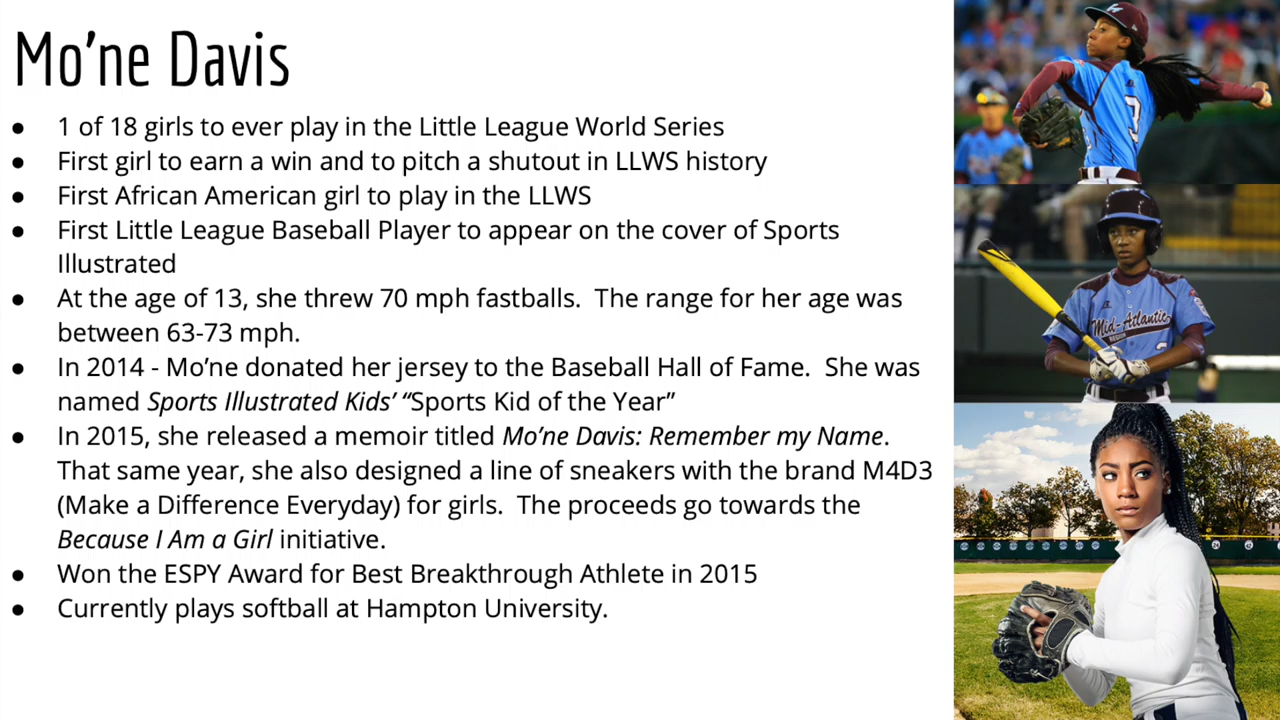 Mo’ne Davis
● 1 of 18 girls to ever play in the Little League World Series
● First girl to earn a win and to pitch a shutout in LLWS history
● First African American girl to play in the LLWS
● First Little League Baseball Player to appear on the cover of Sports
Illustrated
● At the age of 13, she threw 70 mph fastballs.  The range for her age was
between 63-73 mph.
● In 2014 - Mo’ne donated her jersey to the Baseball Hall of Fame.  She was
named Sports Illustrated Kids’ “Sports Kid of the Year”
● In 2015, she released a memoir titled Mo’ne Davis: Remember my Name.
That same year, she also designed a line of sneakers with the brand M4D3
(Make a Difference Everyday) for girls.  The proceeds go towards the
Because I Am a Girl initiative.
● Won the ESPY Award for Best Breakthrough Athlete in 2015
● Currently plays softball at Hampton University.
W
3
Mid-Atlantic
REGION